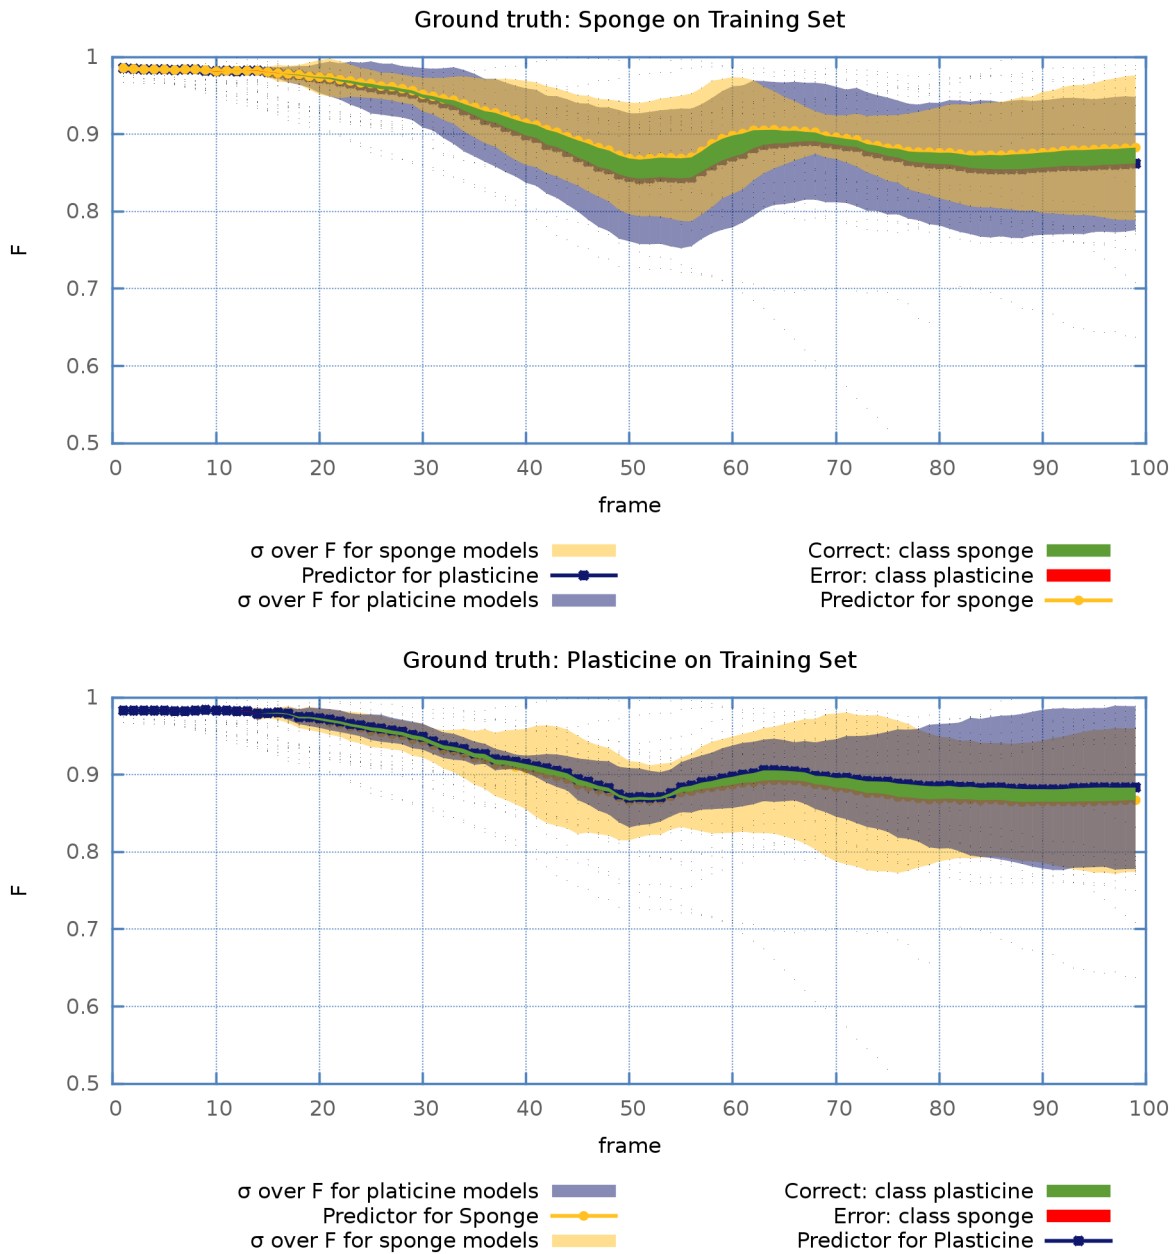 Ground truth: Sponge on Training Set
1
0.9
0.8
0.7
0.6
0.5
F
0 10 20 30 40 50 60 70 80 90 100
frame
σ over F for sponge models
Predictor for plasticine
σ over F for platicine models
Correct: class sponge
Error: class plasticine
Predictor for sponge
Ground truth: Plasticine on Training Set
1
0.9
0.8
0.7
0.6
0.5
F
0 10 20 30 40 50 60 70 80 90 100
frame
σ over F for platicine models
Predictor for Sponge
σ over F for sponge models
Correct: class plasticine
Error: class sponge
Predictor for Plasticine